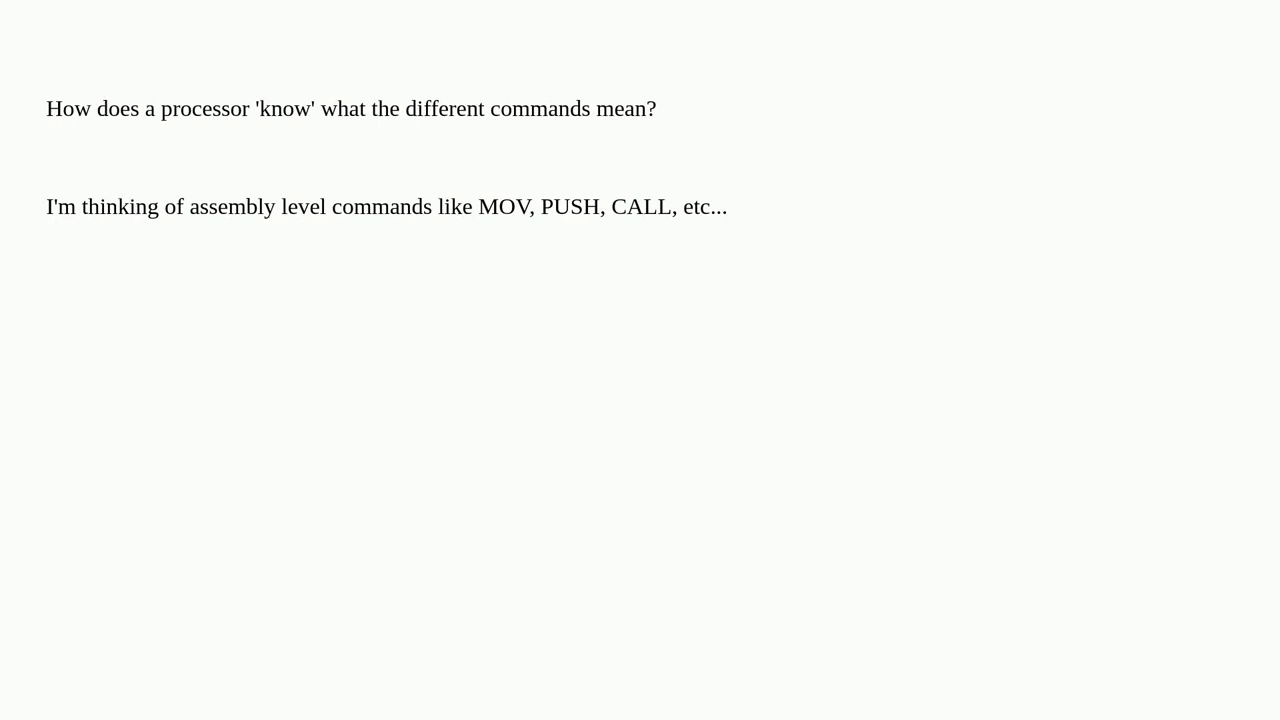 How does a processor 'know' what the different commands mean?
I'm thinking of assembly level commands like MOV, PUSH, CALL, etc...